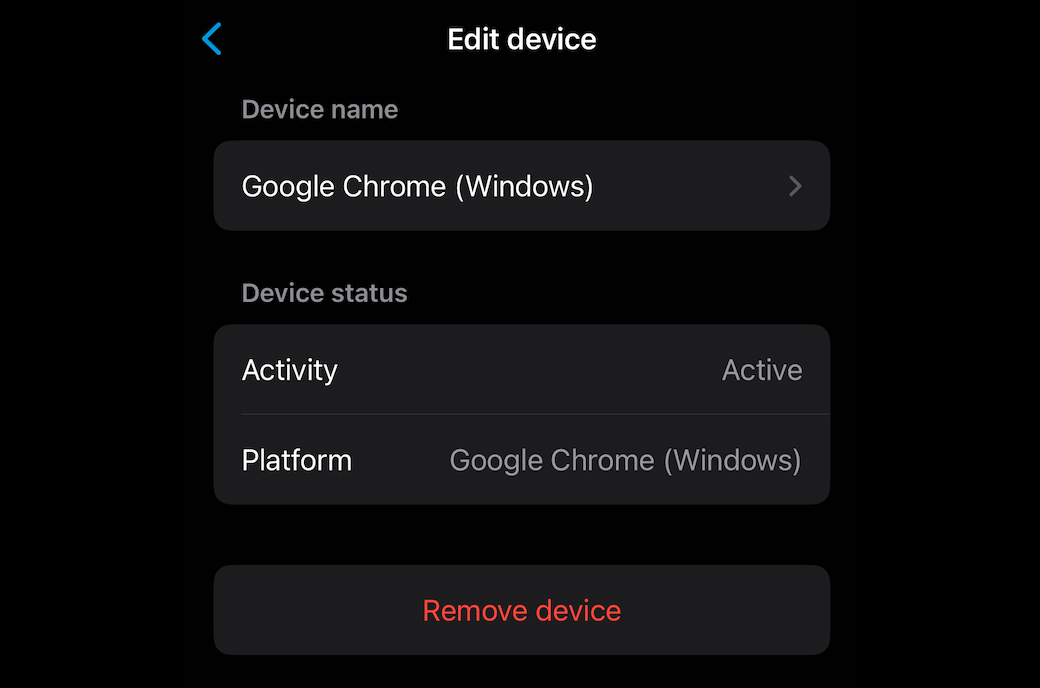 Edit device
Device name
Google Chrome (Windows)
Device status
Activity Active
Platform Google Chrome (Windows)
Remove device